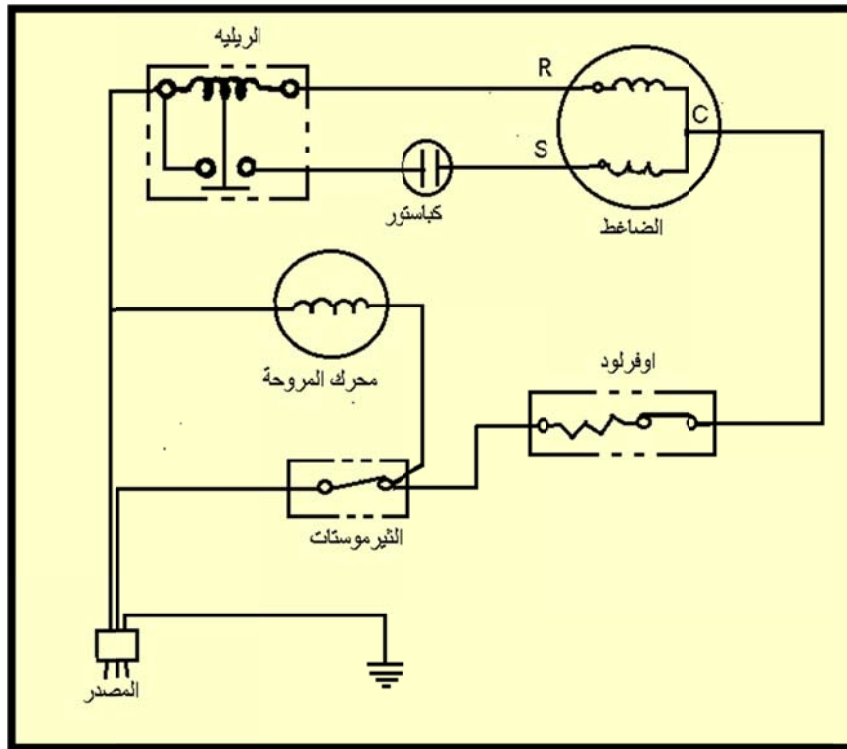 الريليه
R
C
S
كباستور
الضاغط
محرك المروحة
اوفرلود
الثيرموستات
المصدر